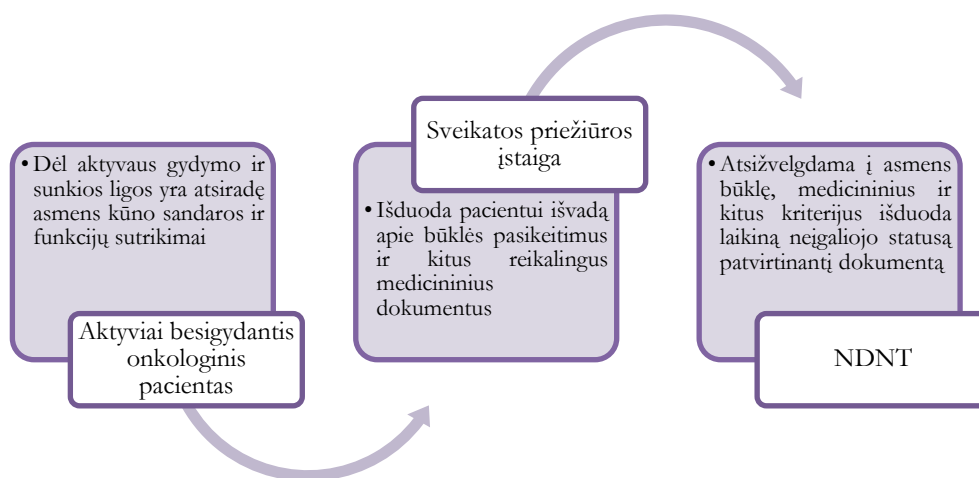 • Dėl aktyvaus gydymo ir
sunkios ligos yra atsiradę
asmens kūno sandaros ir
funkcijų sutrikimai
Aktyviai besigydantis
onkologinis
pacientas
Sveikatos priežiūros
įstaiga
• Išduoda pacientui išvadą
apie būklės pasikeitimus
ir kitus reikalingus
medicininius
dokumentus
• Atsižvelgdama į asmens
būklę, medicininius ir
kitus kriterijus išduoda
laikiną neįgaliojo statusą
patvirtinantį dokumentą
NDNT